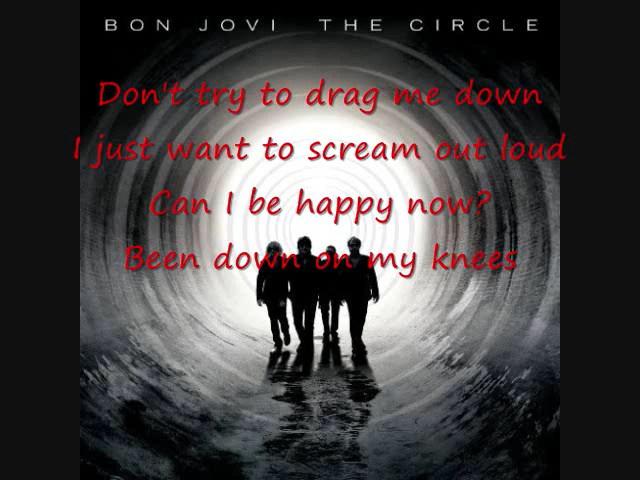 BON JOVI THE CIRCLE
Don't try to drag me down
I just want to scream out loud
Can I be happy now?
Been down on my knees